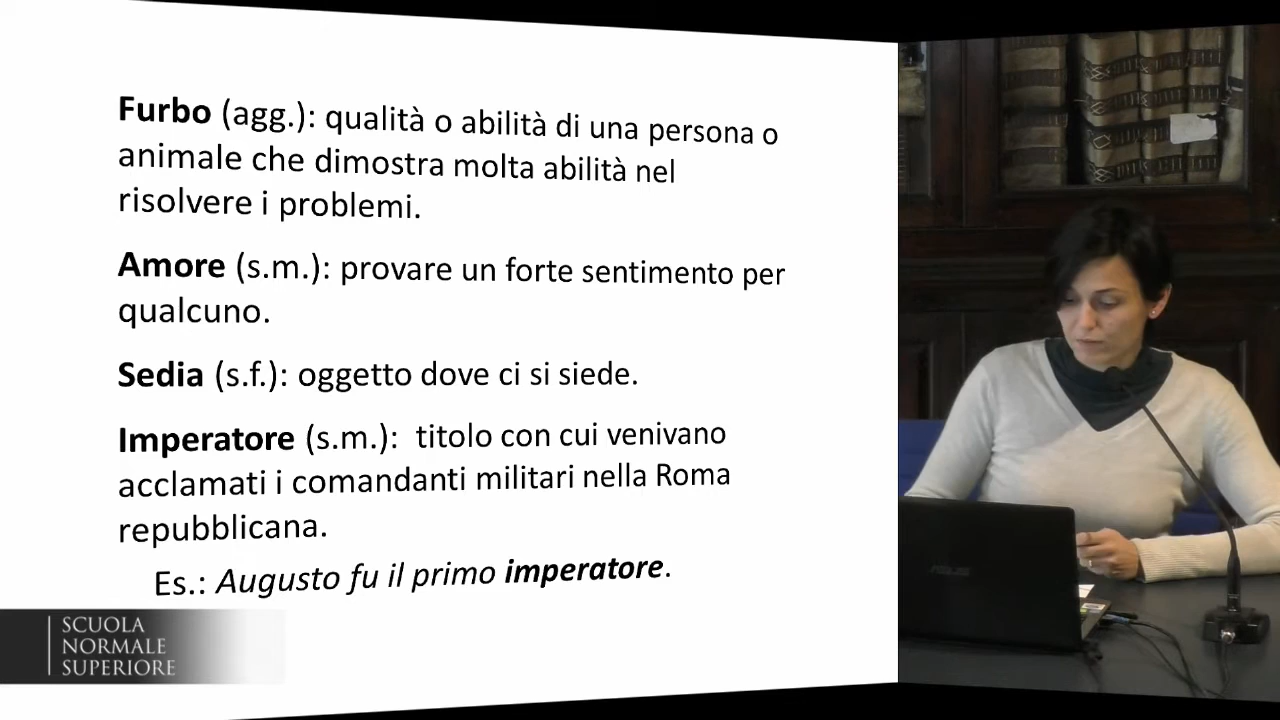 Furbo (agg.): qualità o abilità di una persona o
animale che dimostra molta abilità nel
risolvere i problemi.
Amore (s.m.): provare un forte sentimento per
qualcuno.
Sedia (s.f.): oggetto dove ci si siede.
Imperatore (s.m.): titolo con cui venivano
acclamati i comandanti militari nella Roma
repubblicana.
Es.: Augusto fu il primo imperatore.
SCUOLA
NORMALE
SUPERIORE
ASUS